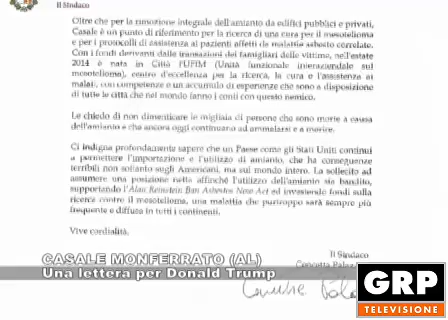 Il Sindaco
Oltre che per la rimozione integrale dell'amianto da edifici pubblici e privati,
Casale è un punto di riferimento per la ricerca di una cura per il mesotelioma
e per i protocolli di assistenza ai pazienti affetti da malattie asbesto correlate.
Con i fondi derivanti dalle transazioni dei famigliari delle vittime, nell'estate
2014 è nata in Città l'UFIM (Unità funzionale interaziendale sul
mesotelioma), centro d'eccellenza per la ricerca, la cura e l'assistenza ai
malati, con competenze e un accumulo di esperienze che sono a disposizione
di tutte le città che nel mondo fanno i conti con questo nemico.
Le chiedo di non dimenticare le migliaia di persone che sono morte a causa
dell'amianto e che ancora oggi continuano ad ammalarsi e a morire.
Ci indigna profondamente sapere che un Paese come gli Stati Uniti continui
a permettere l'importazione e l'utilizzo di amianto, che ha conseguenze
terribili non soltanto sugli Americani, ma sul mondo intero. La sollecito ad
assumere una posizione netta affinché l'utilizzo dell'amianto sia bandito,
supportando l'Alan Reinstein Ban Asbestos Now Act ed investendo fondi sulla
ricerca contro il mesotelioma, una malattia che purtroppo sarà sempre più
frequente e diffusa in tutti i continenti.
Vive cordialità.
Il Sindaco
Concetta
CASALE MONFERRATO (AL)
Una lettera per Donald Trump
GRP
TELEVISIONE